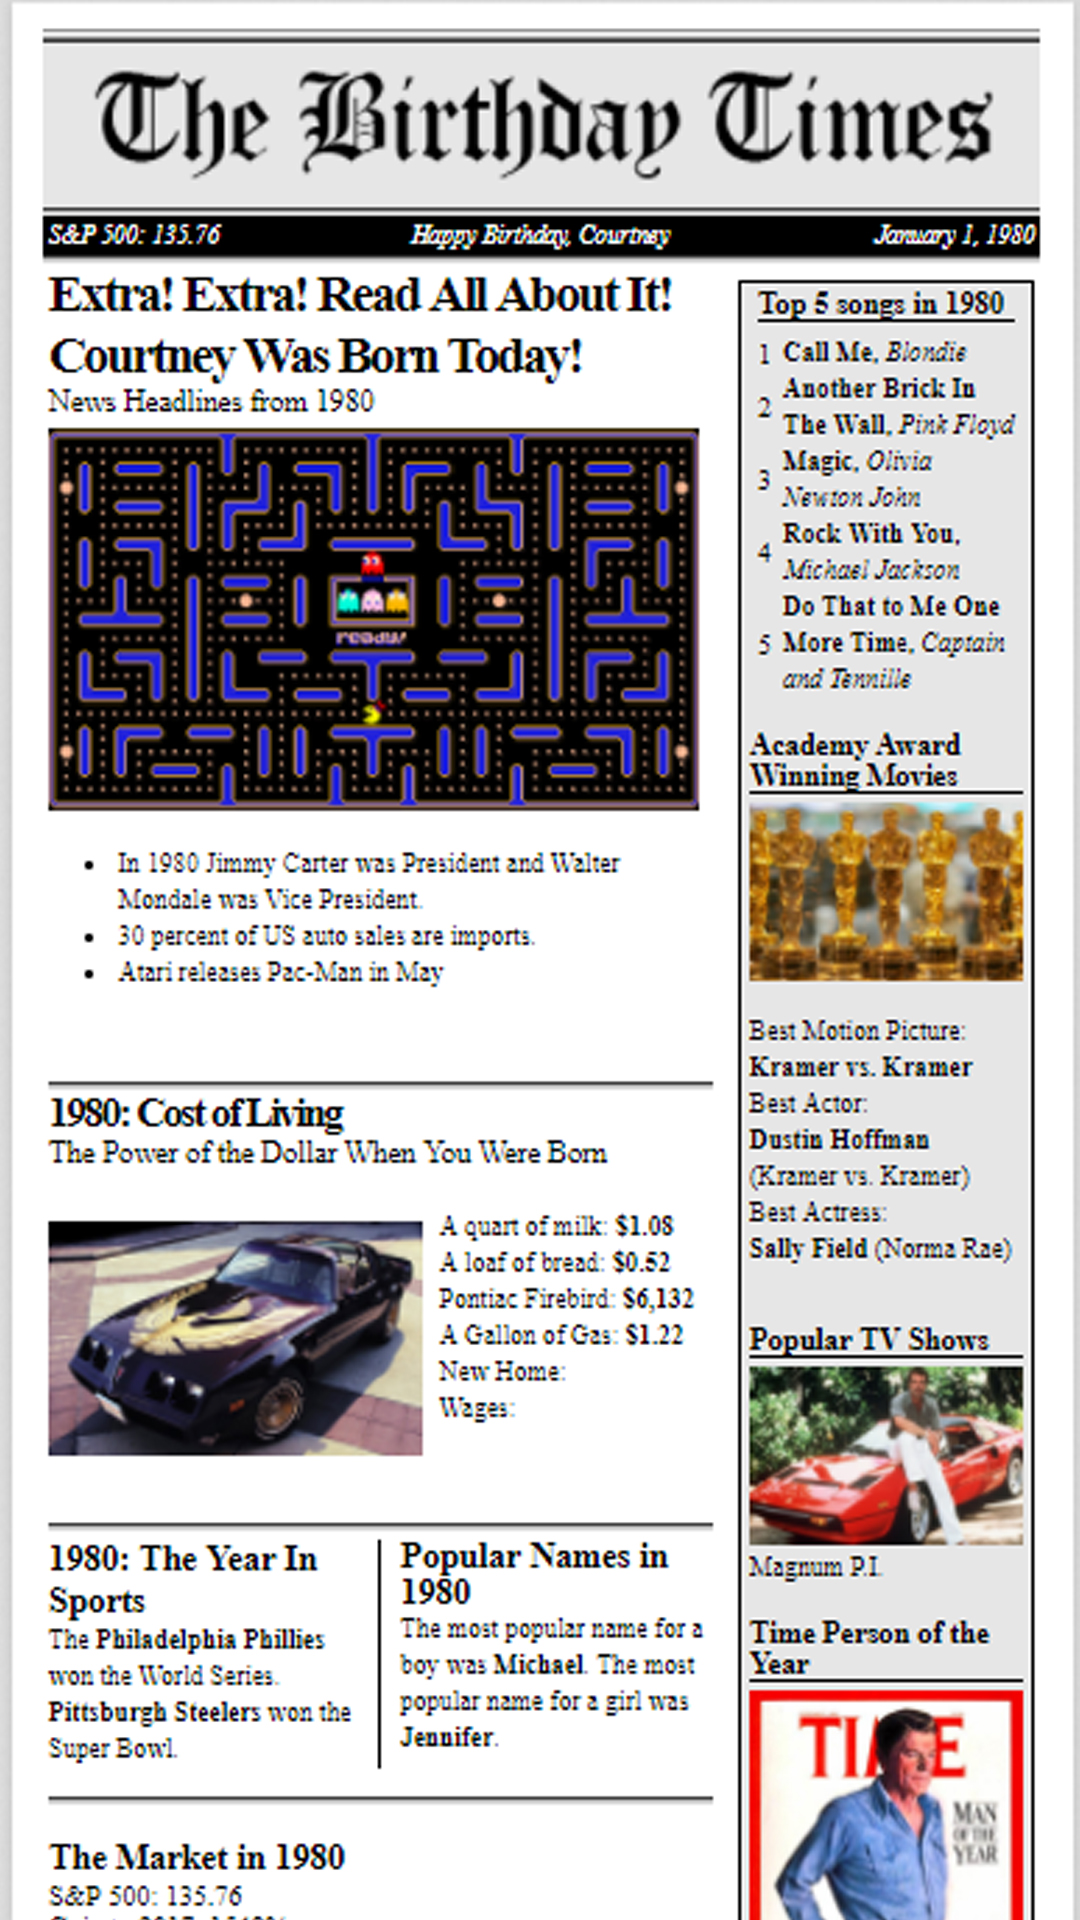 The Birthday Times
S&P 500: 135.76 Happy Birthday, Courtney January 1, 1980
Extra! Extra! Read All About It!
Courtney Was Born Today!
News Headlines from 1980
ready!
• In 1980 Jimmy Carter was President and Walter
Mondale was Vice President.
• 30 percent of US auto sales are imports.
• Atari releases Pac-Man in May
1980: Cost of Living
The Power of the Dollar When You Were Born
A quart of milk: $1.08
A loaf of bread: $0.52
Pontiac Firebird: $6,132
A Gallon of Gas: $1.22
New Home:
Wages:
1980: The Year In
Sports
The Philadelphia Phillies
won the World Series.
Pittsburgh Steelers won the
Super Bowl.
Popular Names in
1980
The most popular name for a
boy was Michael. The most
popular name for a girl was
Jennifer.
The Market in 1980
S&P 500: 135.76
Top 5 songs in 1980
1 Call Me, Blondie
2 Another Brick In
The Wall, Pink Floyd
3 Magic, Olivia
Newton John
4 Rock With You,
Michael Jackson
5 Do That to Me One
More Time, Captain
and Tennille
Academy Award
Winning Movies
Best Motion Picture:
Kramer vs. Kramer
Best Actor:
Dustin Hoffman
(Kramer vs. Kramer)
Best Actress:
Sally Field (Norma Rae)
Popular TV Shows
Magnum P.I.
Time Person of the
Year
TIME
MAN
OF THE
YEAR